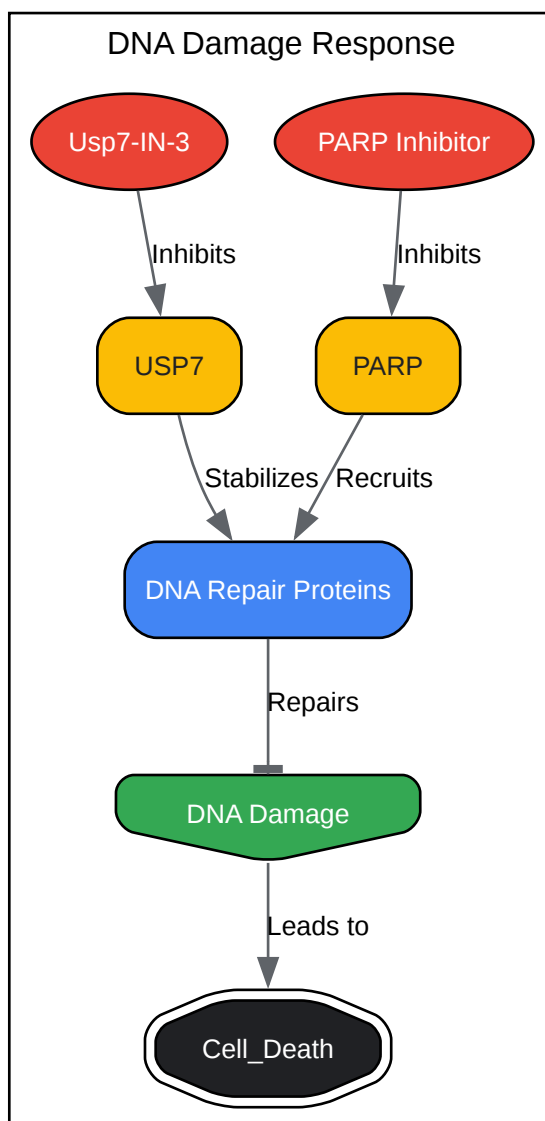 DNA Damage Response
Usp7-IN-3
PARP Inhibitor
Inhibits
Inhibits
USP7
PARP
Stabilizes
Recruits
DNA Repair Proteins
Repairs
DNA Damage
Leads to
Cell_Death